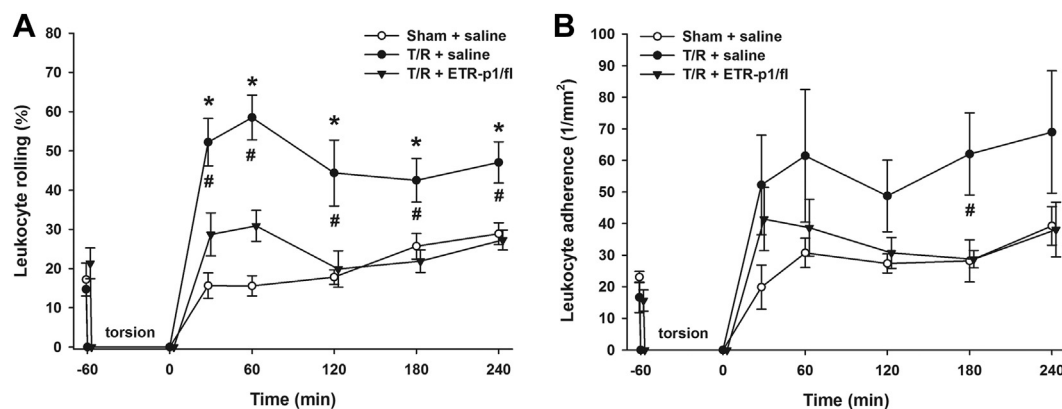 A
Sham + saline
T/R + saline
T/R + ETR-p1/fl
Leukocyte rolling (%)
80
70
60
50
40
30
20
10
0
* * * * *
# # # # #
torsion
-60 0 60 120 180 240
Time (min)
B
Sham + saline
T/R + saline
T/R + ETR-p1/fl
Leukocyte adherence (1/mm²)
100
90
80
70
60
50
40
30
20
10
0
#
torsion
-60 0 60 120 180 240
Time (min)